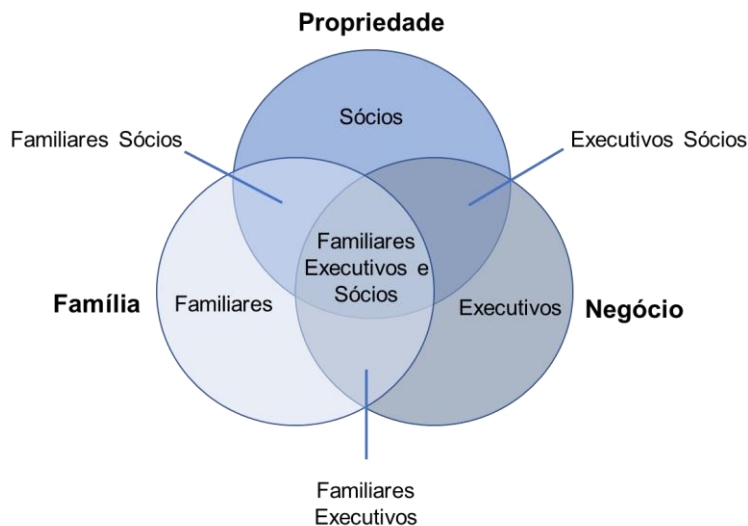 Propriedade
Sócios
Familiares Sócios
Executivos Sócios
Familiares
Executivos e
Sócios
Família
Familiares
Executivos
Negócio
Familiares
Executivos